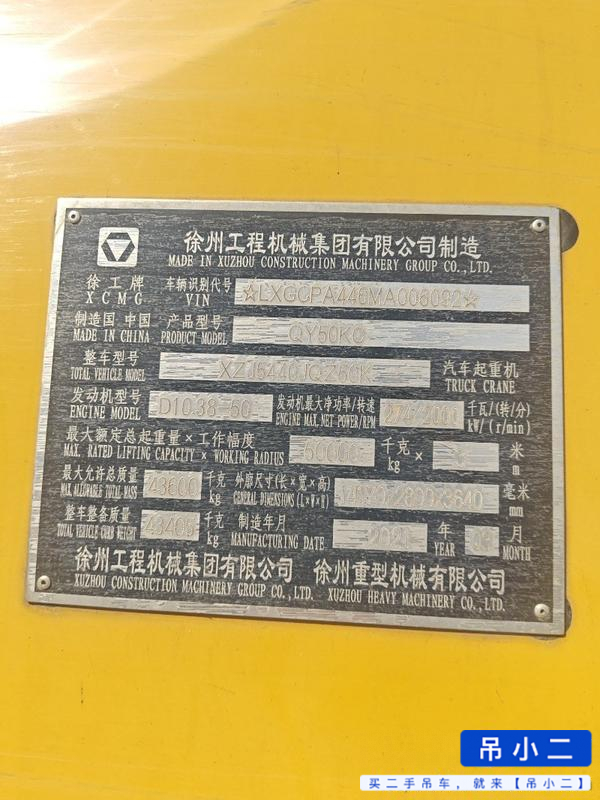 徐州工程机械集团有限公司制造
MADE IN XUZHOU CONSTRUCTION MACHINERY GROUP CO.,LTD.
徐工牌 车辆识别代号
XCMG VIN
制造国 中国 产品型号 QY50KC
MADE IN CHINA PRODUCT MODEL
整车型号 汽车起重机
TOTAL VEHICLE MODEL TRUCK CRANE
发动机型号 D10.38-50 发动机最大净功率/转速 千瓦/(转/分)
ENGINE MODEL ENGINE MAX. NET POWER/RPM kW/(r/min)
最大额定总起重量×工作幅度 千克 × 米
MAX. RATED LIFTING CAPACITY × WORKING RADIUS kg m
最大允许总质量 43600 千克 外廓尺寸(长×宽×高) 毫米
MAX ALLOWABLE TOTAL MASS kg GENERAL DIMENSIONS (L×W×H) mm
整车整备质量 43405 千克 制造年月 2021 年 月
TOTAL VEHICLE CURB WEIGHT kg MANUFACTURING DATE YEAR MONTH
徐州工程机械集团有限公司 徐州重型机械有限公司
XUZHOU CONSTRUCTION MACHINERY GROUP CO.,LTD. XUZHOU HEAVY MACHINERY CO.,LTD.
吊小二
买二手吊车，就来【吊小二】